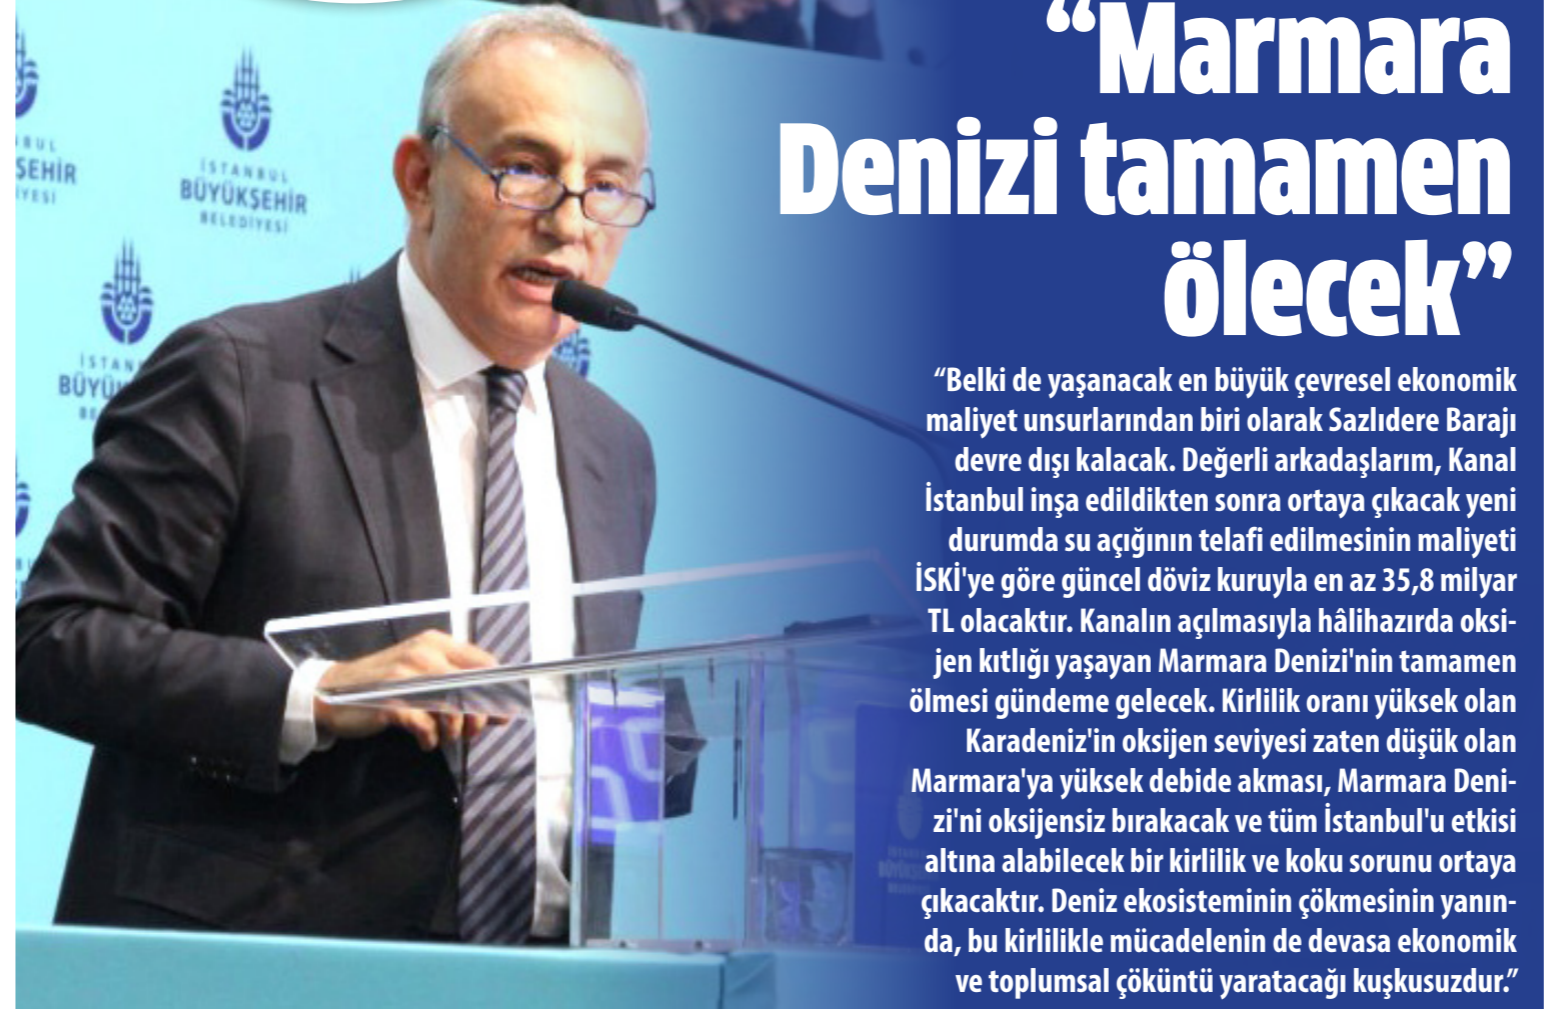 “Marmara
Denizi tamamen
ölecek”
“Belki de yaşanacak en büyük çevresel ekonomik
maliyet unsurlarından biri olarak Sazlıdere Barajı
devre dışı kalacak. Değerli arkadaşlarım, Kanal
İstanbul inşa edildikten sonra ortaya çıkacak yeni
durumda su açığının telafi edilmesinin maliyeti
İSKİ'ye göre güncel döviz kuruyla en az 35,8 milyar
TL olacaktır. Kanalın açılmasıyla hâlihazırda oksi-
jen kıtlığı yaşayan Marmara Denizi'nin tamamen
ölmesi gündeme gelecek. Kirlilik oranı yüksek olan
Karadeniz'in oksijen seviyesi zaten düşük olan
Marmara'ya yüksek debide akması, Marmara Deni-
zi'ni oksijensiz bırakacak ve tüm İstanbul'u etkisi
altına alabilecek bir kirlilik ve koku sorunu ortaya
çıkacaktır. Deniz ekosisteminin çökmesinin yanın-
da, bu kirlilikle mücadelenin de devasa ekonomik
ve toplumsal çöküntü yaratacağı kuşkusuzdur.”
İSTANBUL
BÜYÜKŞEHİR
BELEDİYESİ